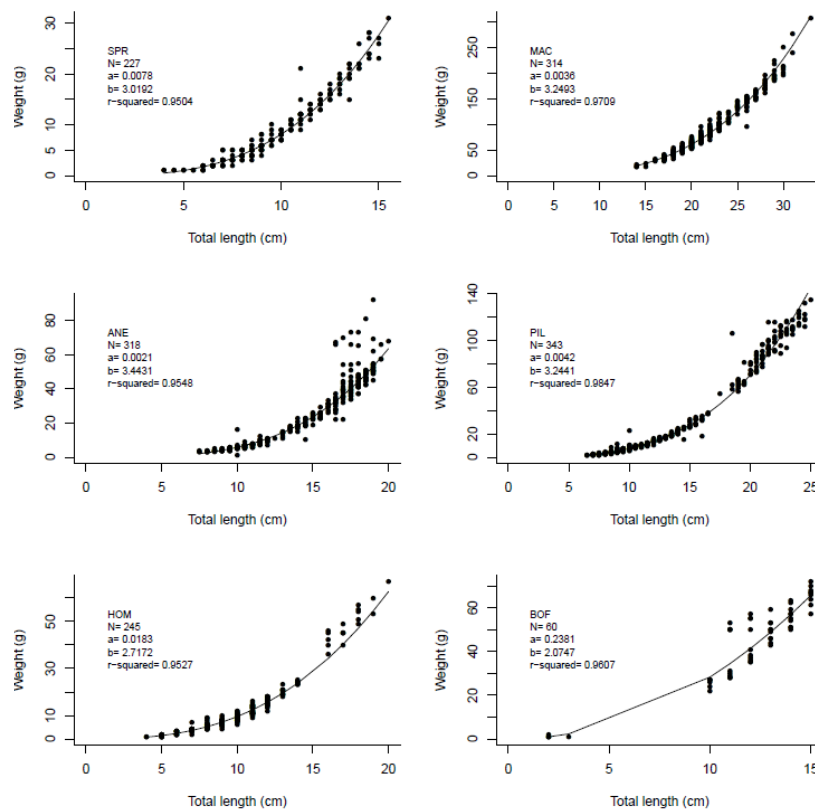 SPR
N= 227
a= 0.0078
b= 3.0192
r-squared= 0.9504
Weight (g)
30
25
20
15
10
5
0
0 5 10 15
Total length (cm)
MAC
N= 314
a= 0.0036
b= 3.2493
r-squared= 0.9709
Weight (g)
250
150
50
0
0 10 15 20 25 30
Total length (cm)
ANE
N= 318
a= 0.0021
b= 3.4431
r-squared= 0.9548
Weight (g)
80
60
40
20
0
0 10 15 20
Total length (cm)
PIL
N= 343
a= 0.0042
b= 3.2441
r-squared= 0.9847
Weight (g)
140
100
60
20
0
0 5 10 15 20 25
Total length (cm)
HOM
N= 245
a= 0.0183
b= 2.7172
r-squared= 0.9527
Weight (g)
50
30
10
0
0 5 10 15 20
Total length (cm)
BOF
N= 60
a= 0.2381
b= 2.0747
r-squared= 0.9607
Weight (g)
60
40
20
0
0 10 15
Total length (cm)